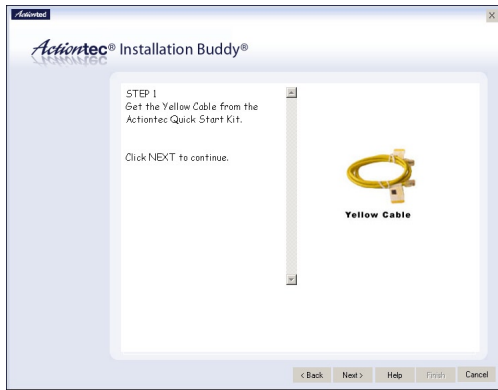 Actiontec
X
Actiontec® Installation Buddy®
STEP 1
Get the Yellow Cable from the
Actiontec Quick Start Kit.
Click NEXT to continue.
Yellow Cable
< Back Next > Help Finish Cancel